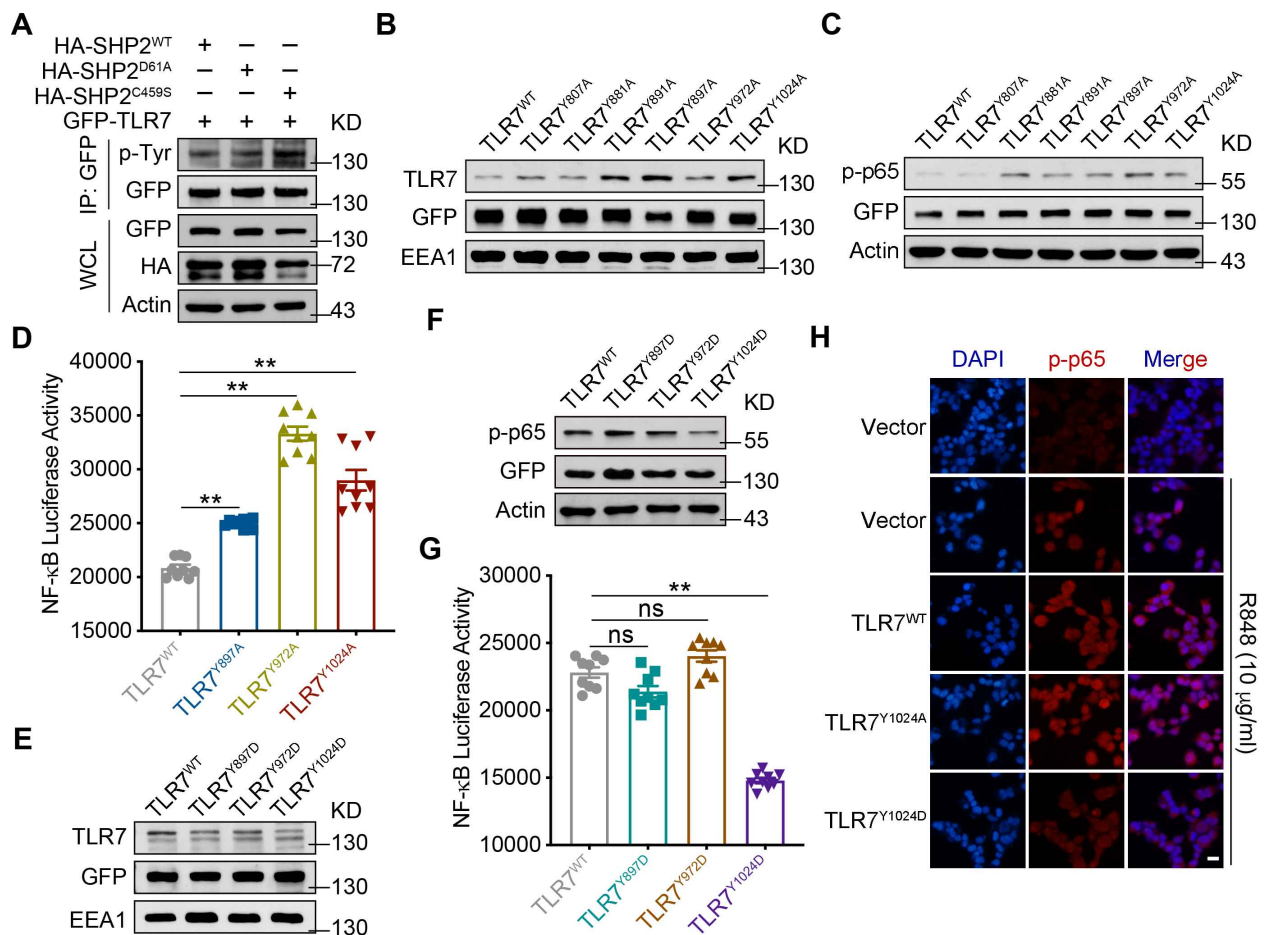 A
HA-SHP2WT + − −
HA-SHP2D61A − + −
HA-SHP2C459S − − +
GFP-TLR7 + + + KD
IP: GFP
p-Tyr 130
GFP 130
WCL
GFP 130
HA 72
Actin 43
B
TLR7WT TLR7Y807A TLR7Y881A TLR7Y891A TLR7Y897A TLR7Y972A TLR7Y1024A
KD
TLR7 130
GFP
EEA1 130
C
TLR7WT TLR7Y807A TLR7Y881A TLR7Y891A TLR7Y897A TLR7Y972A TLR7Y1024A
KD
p-p65 55
GFP 130
Actin 43
D
NF-κB Luciferase Activity
40000
35000
30000
25000
20000
15000
**
**
**
TLR7WT TLR7Y897A TLR7Y972A TLR7Y1024A
E
TLR7WT TLR7Y897D TLR7Y972D TLR7Y1024D
KD
TLR7 130
GFP 130
EEA1 130
F
TLR7WT TLR7Y897D TLR7Y972D TLR7Y1024D
KD
p-p65 55
GFP 130
Actin 43
G
NF-κB Luciferase Activity
30000
25000
20000
15000
10000
**
ns
ns
TLR7WT TLR7Y897D TLR7Y972D TLR7Y1024D
H
DAPI p-p65 Merge
Vector
Vector
TLR7WT
TLR7Y1024A
TLR7Y1024D
R848 (10 μg/ml)